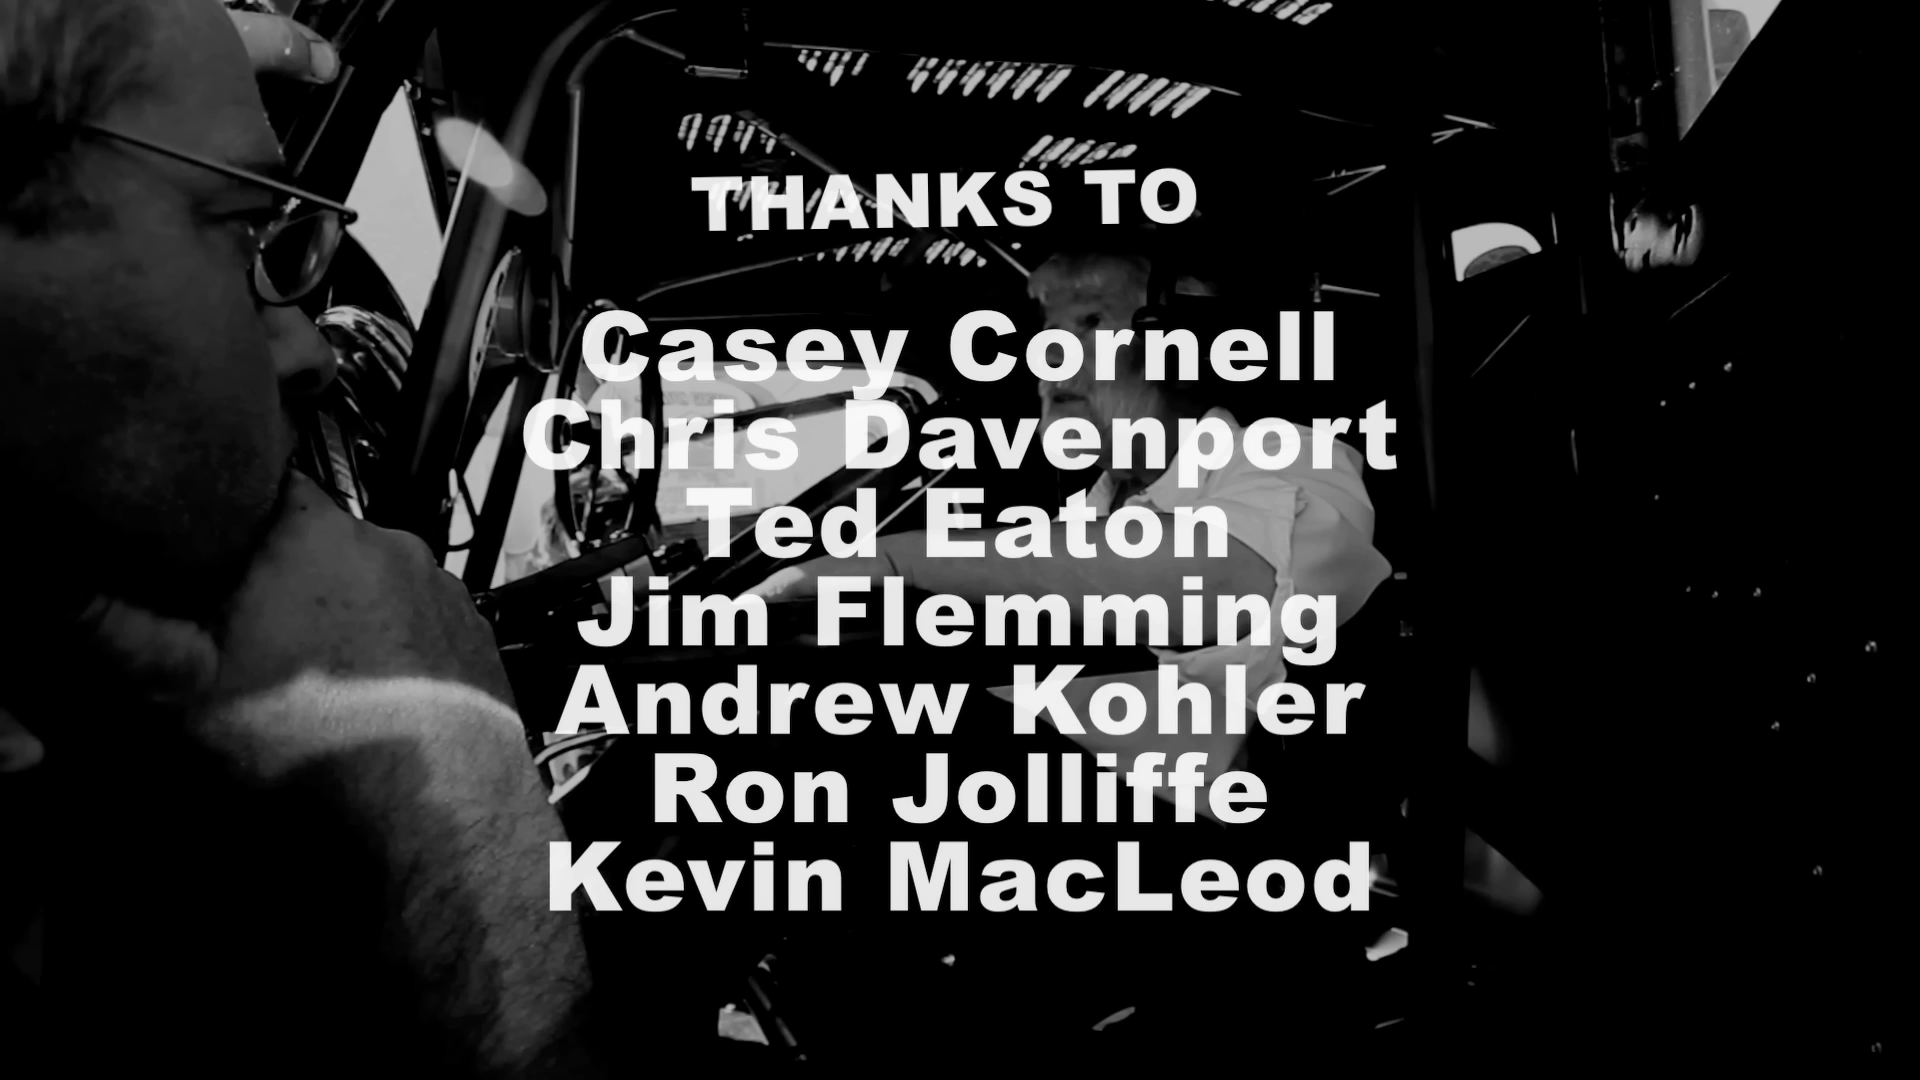 THANKS TO
Casey Cornell
Chris Davenport
Ted Eaton
Jim Flemming
Andrew Kohler
Ron Jolliffe
Kevin MacLeod